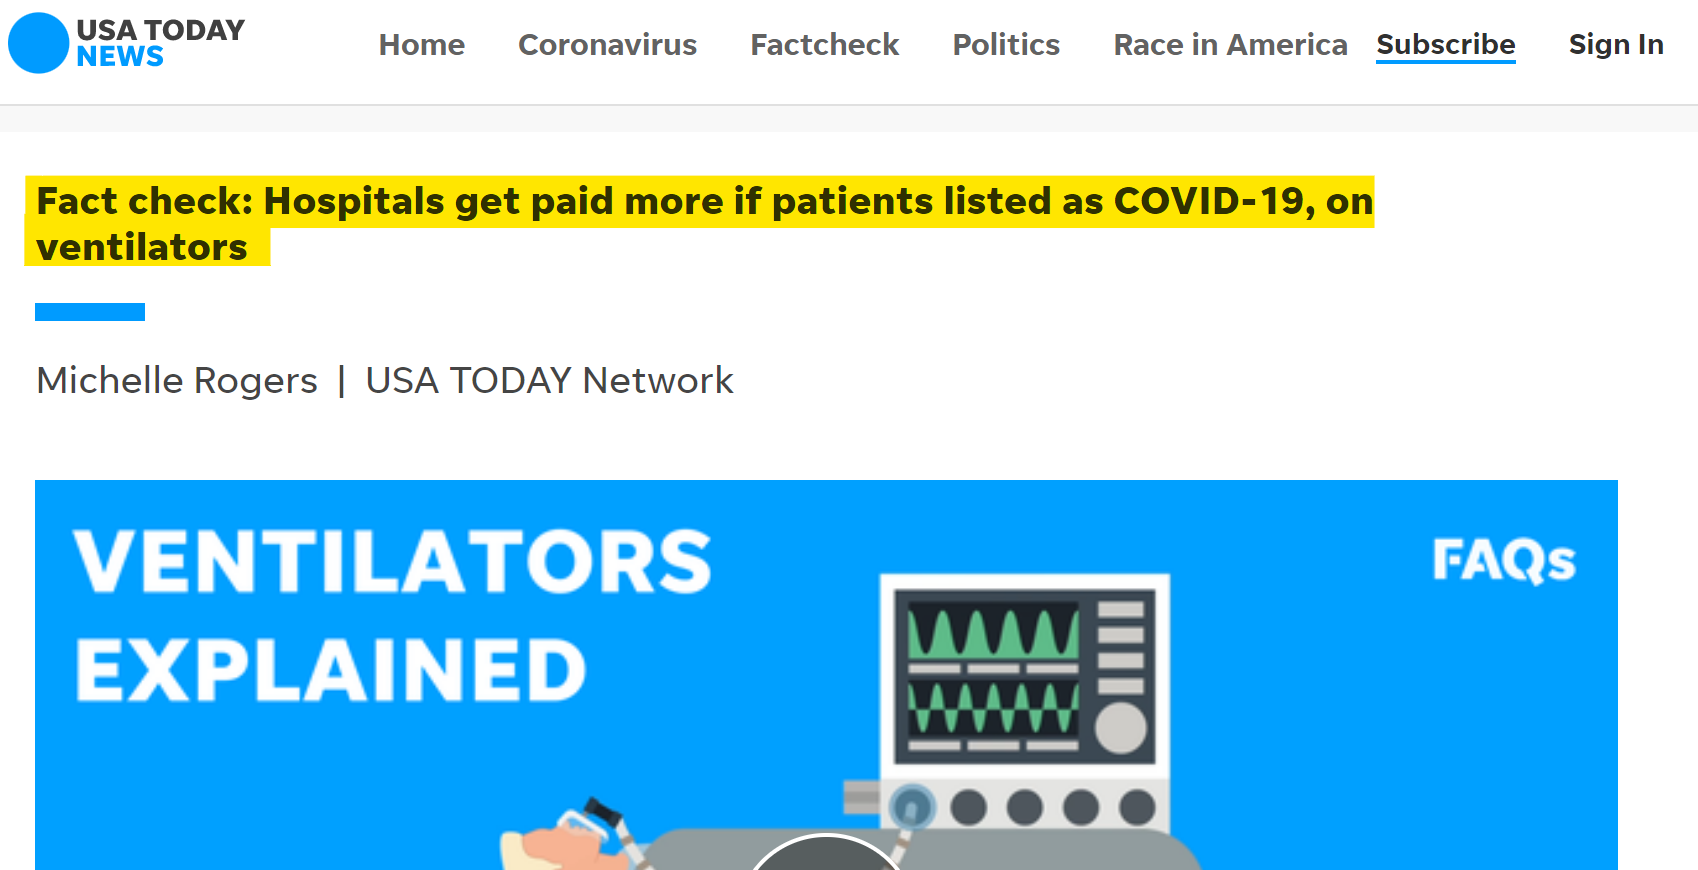 USA TODAY
NEWS
Home Coronavirus Factcheck Politics Race in America Subscribe Sign In
Fact check: Hospitals get paid more if patients listed as COVID-19, on
ventilators
Michelle Rogers | USA TODAY Network
VENTILATORS
EXPLAINED
FAQs